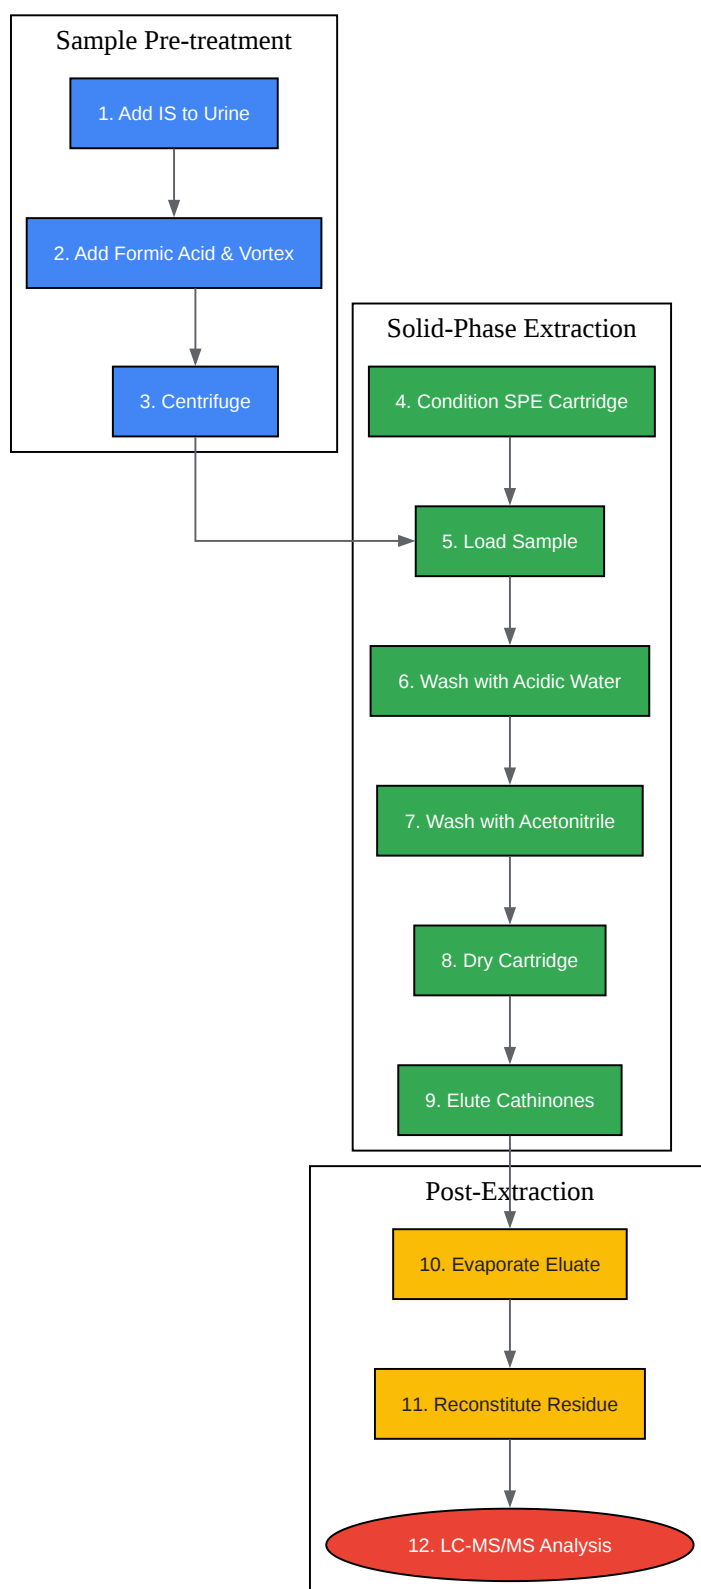 Sample Pre-treatment
1. Add IS to Urine
2. Add Formic Acid & Vortex
3. Centrifuge
Solid-Phase Extraction
4. Condition SPE Cartridge
5. Load Sample
6. Wash with Acidic Water
7. Wash with Acetonitrile
8. Dry Cartridge
9. Elute Cathinones
Post-Extraction
10. Evaporate Eluate
11. Reconstitute Residue
12. LC-MS/MS Analysis